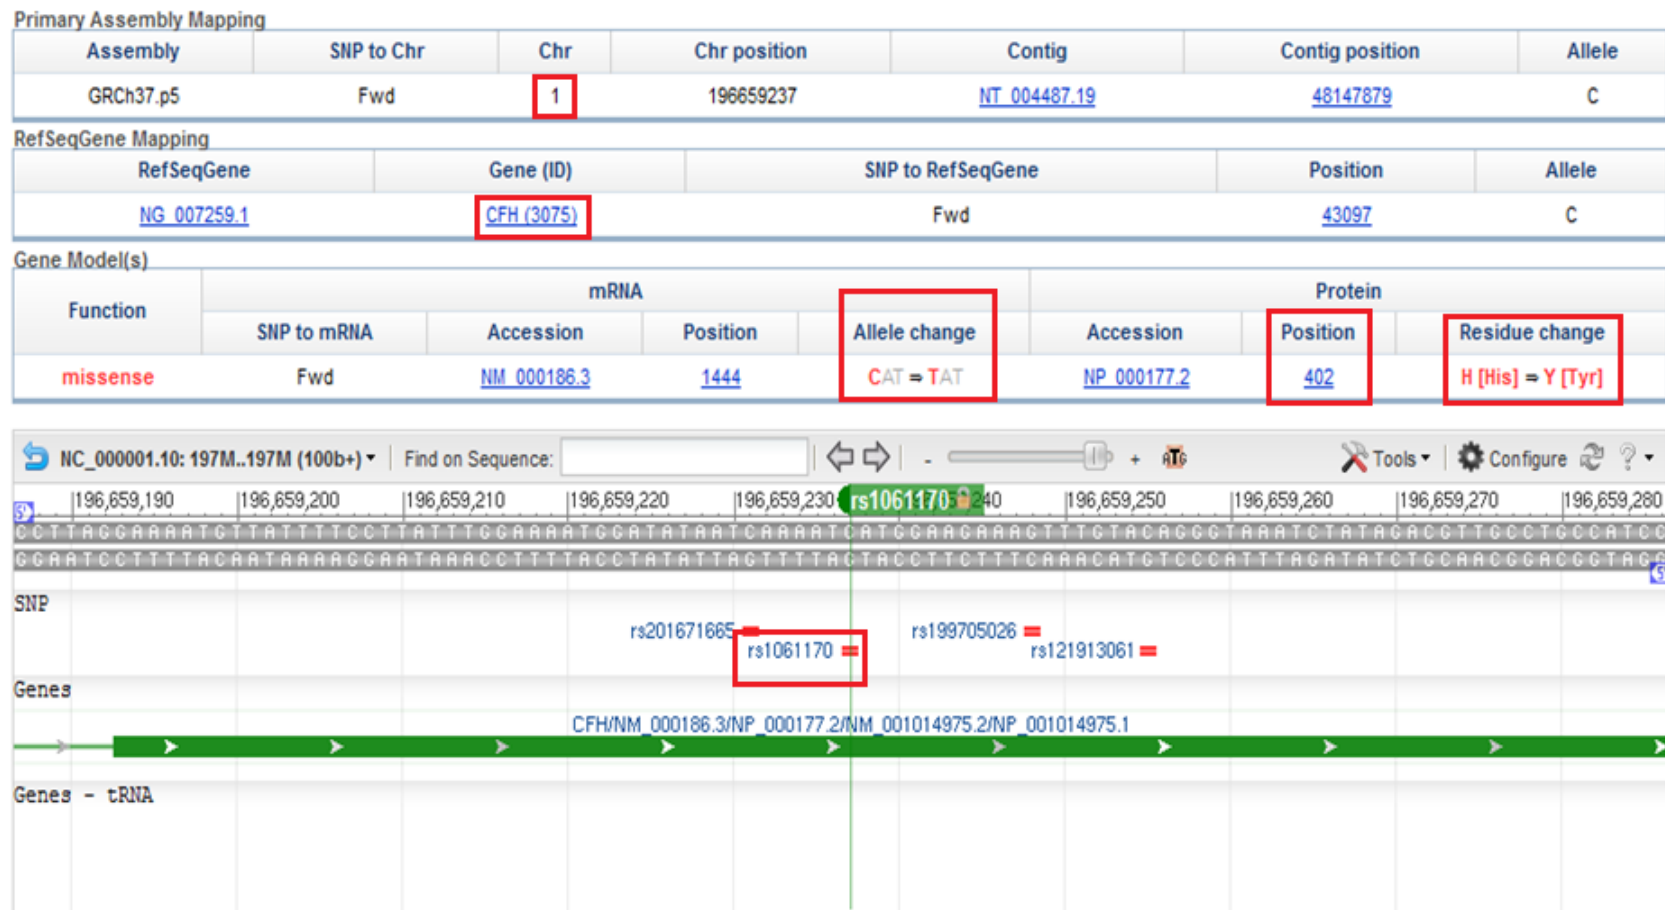 Primary Assembly Mapping
Assembly SNP to Chr Chr Chr position Contig Contig position Allele
GRCh37.p5 Fwd 1 196659237 NT_004487.19 48147879 C
RefSeqGene Mapping
RefSeqGene Gene (ID) SNP to RefSeqGene Position Allele
NG_007259.1 CFH (3075) Fwd 43097 C
Gene Model(s)
Function mRNA Protein
SNP to mRNA Accession Position Allele change Accession Position Residue change
missense Fwd NM_000186.3 1444 CAT ⇒ TAT NP_000177.2 402 H [His] ⇒ Y [Tyr]
NC_000001.10: 197M..197M (100b+) Find on Sequence: - + ATG Tools Configure ?
196,659,190 196,659,200 196,659,210 196,659,220 196,659,230 rs1061170 240 196,659,250 196,659,260 196,659,270 196,659,280
5'
CCTTAGGAAAATGTTATTTTCCTTATTTGGAAAATGGATATAATCAAAATCATGGAAGAAAGTTTGTACAGGGTAAATCTATAGACGTTGCCTGCCATCC
GGAATCCTTTTACAATAAAAGGAATAAACCTTTTACCTATATTAGTTTTAGTACCTTCTTTCAAACATGTCCCATTTAGATATCTGCAACGGACGGTAGG
SNP
rs201671665 rs199705026
rs1061170 rs121913061
Genes
CFH/NM_000186.3/NP_000177.2/NM_001014975.2/NP_001014975.1
Genes - tRNA